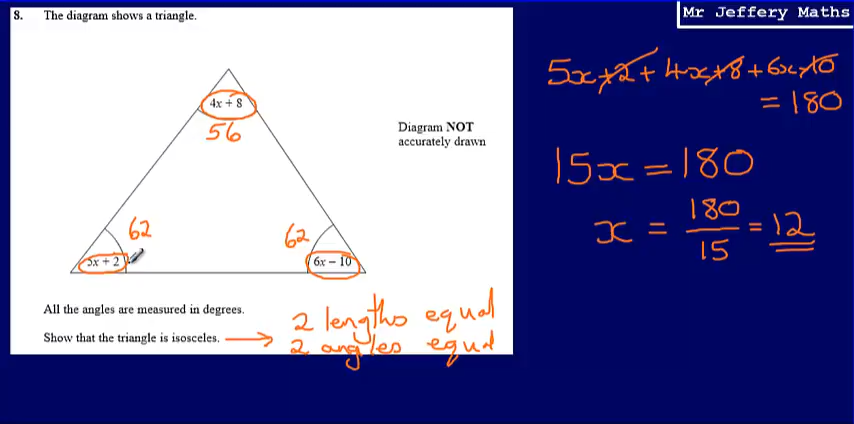 8. The diagram shows a triangle.
Mr Jeffery Maths
5x + 2 + 4x + 8 + 6x - 10
= 180
4x + 8
56
Diagram NOT
accurately drawn
15x = 180
x = 180/15 = 12
62
62
5x + 2
6x – 10
All the angles are measured in degrees.
2 lengths equal
Show that the triangle is isosceles. →
2 angles equal